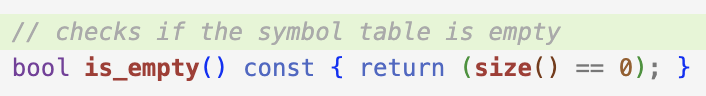 // checks if the symbol table is empty
bool is_empty() const { return (size() == 0); }